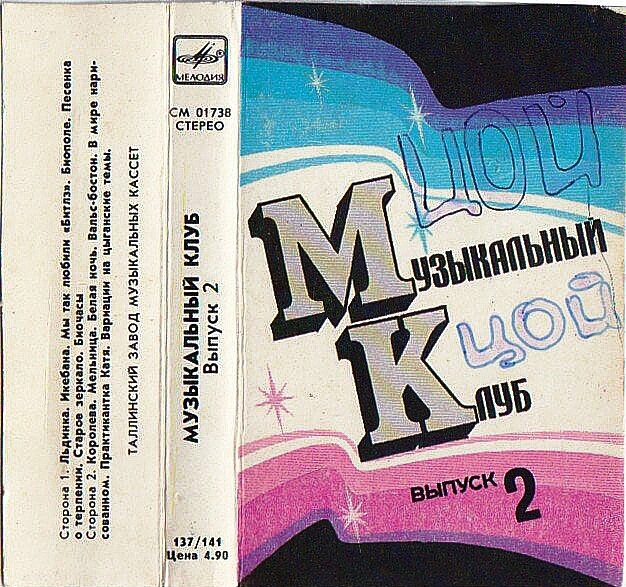 Сторона 1. Льдинка. Икебана. Мы так любили «Битлз». Биополе. Песенка
о терпении. Старое зеркало. Биочасы
Сторона 2. Королева. Мельница. Белая ночь. Вальс-бостон. В мире нари-
сованном. Практикантка Катя. Вариации на цыганские темы.
ТАЛЛИНСКИЙ ЗАВОД МУЗЫКАЛЬНЫХ КАССЕТ
МЕЛОДИЯ
СМ 01738
СТЕРЕО
МУЗЫКАЛЬНЫЙ КЛУБ
Выпуск 2
137/141
Цена 4.90
ЦОЙ
МУЗЫКАЛЬНЫЙ
ЦОЙ
КЛУБ
ВЫПУСК 2